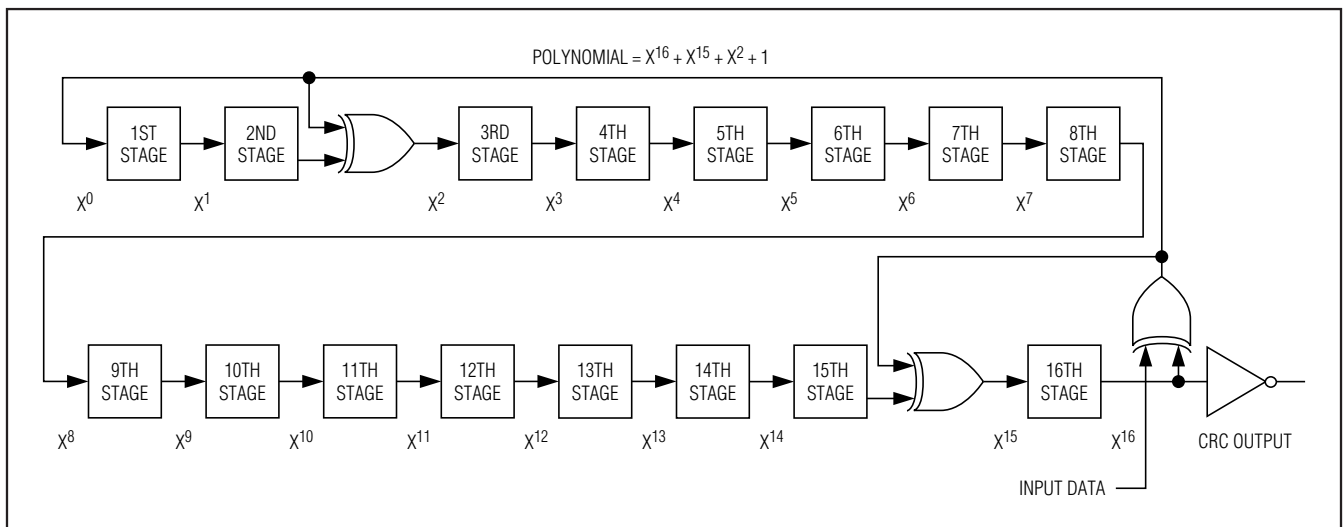 POLYNOMIAL = X16 + X15 + X2 + 1
1ST STAGE
2ND STAGE
3RD STAGE
4TH STAGE
5TH STAGE
6TH STAGE
7TH STAGE
8TH STAGE
X0
X1
X2
X3
X4
X5
X6
X7
9TH STAGE
10TH STAGE
11TH STAGE
12TH STAGE
13TH STAGE
14TH STAGE
15TH STAGE
16TH STAGE
X8
X9
X10
X11
X12
X13
X14
X15
X16
CRC OUTPUT
INPUT DATA